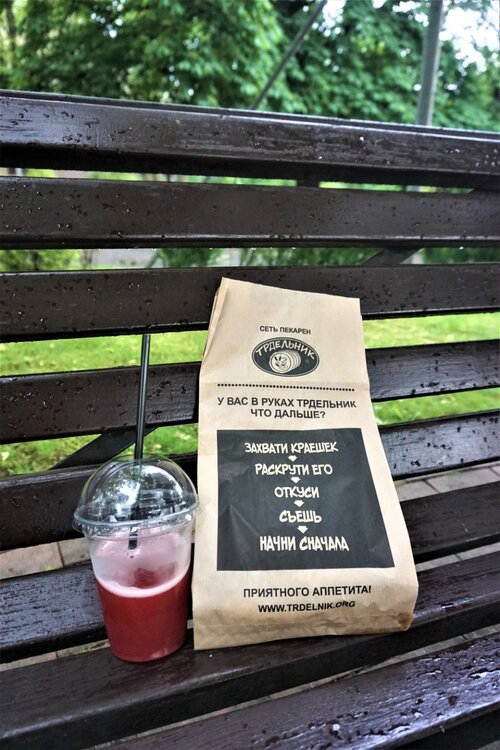 СЕТЬ ПЕКАРЕН
ТРДЕЛЬНИК
У ВАС В РУКАХ ТРДЕЛЬНИК
ЧТО ДАЛЬШЕ?
ЗАХВАТИ КРАЕШЕК
РАСКРУТИ ЕГО
ОТКУСИ
СЪЕШЬ
НАЧНИ СНАЧАЛА
ПРИЯТНОГО АППЕТИТА!
WWW.TRDELNIK.ORG